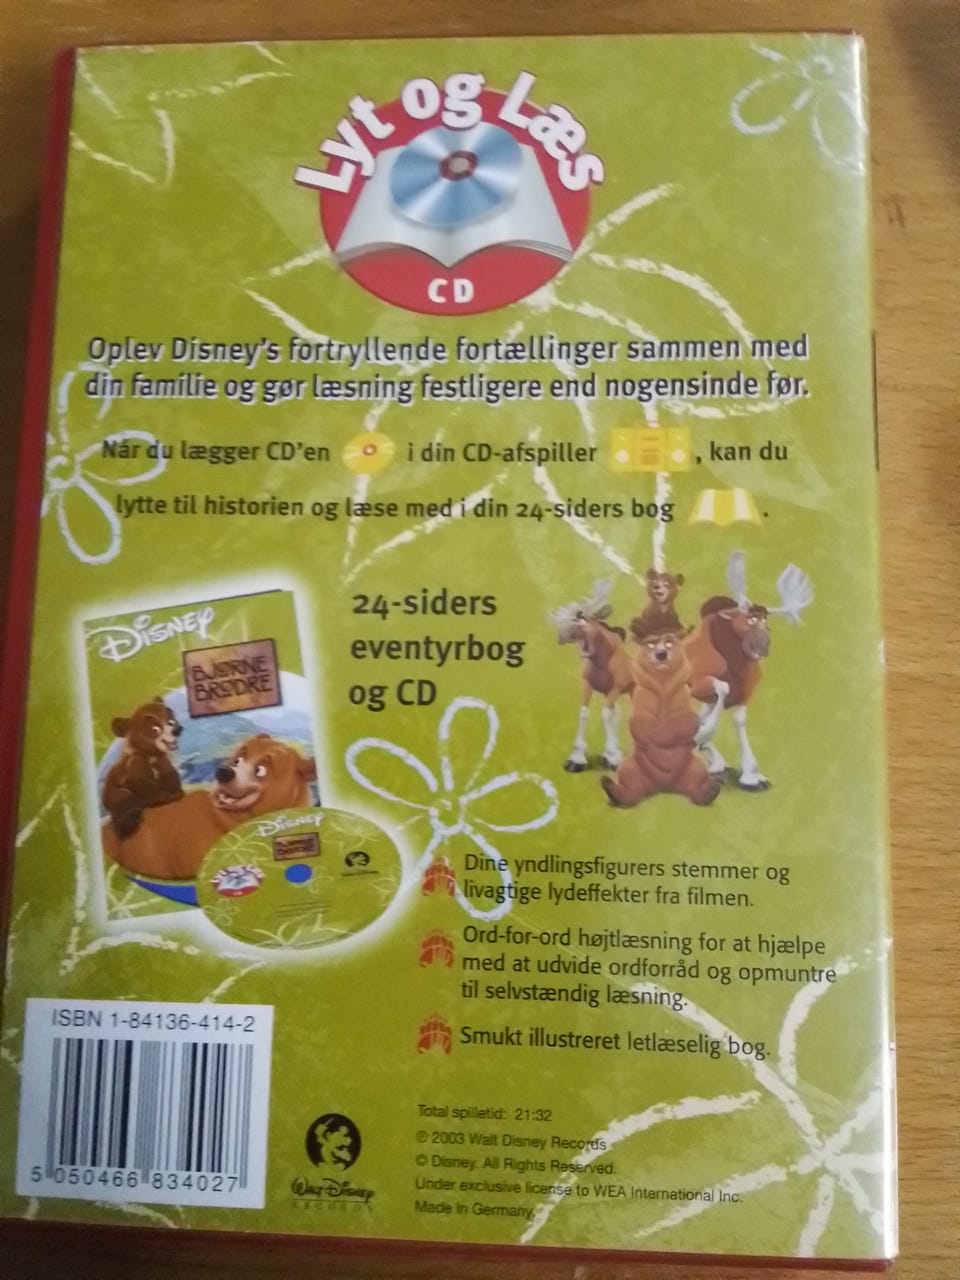 Lyt og Læs
CD
Oplev Disney's fortryllende fortællinger sammen med
din familie og gør læsning festligere end nogensinde før.
Når du lægger CD'en i din CD-afspiller , kan du
lytte til historien og læse med i din 24-siders bog .
24-siders
eventyrbog
og CD
Disney
BJØRNE
BRØDRE
Disney
Dine yndlingsfigurers stemmer og
livagtige lydeffekter fra filmen.
Ord-for-ord højtlæsning for at hjælpe
med at udvide ordforråd og opmuntre
til selvstændig læsning.
Smukt illustreret letlæselig bog.
ISBN 1-84136-414-2
5 050466 834027
Walt Disney
RECORDS
Total spilletid: 21:32
℗ 2003 Walt Disney Records
© Disney. All Rights Reserved.
Under exclusive license to WEA International Inc.
Made in Germany.